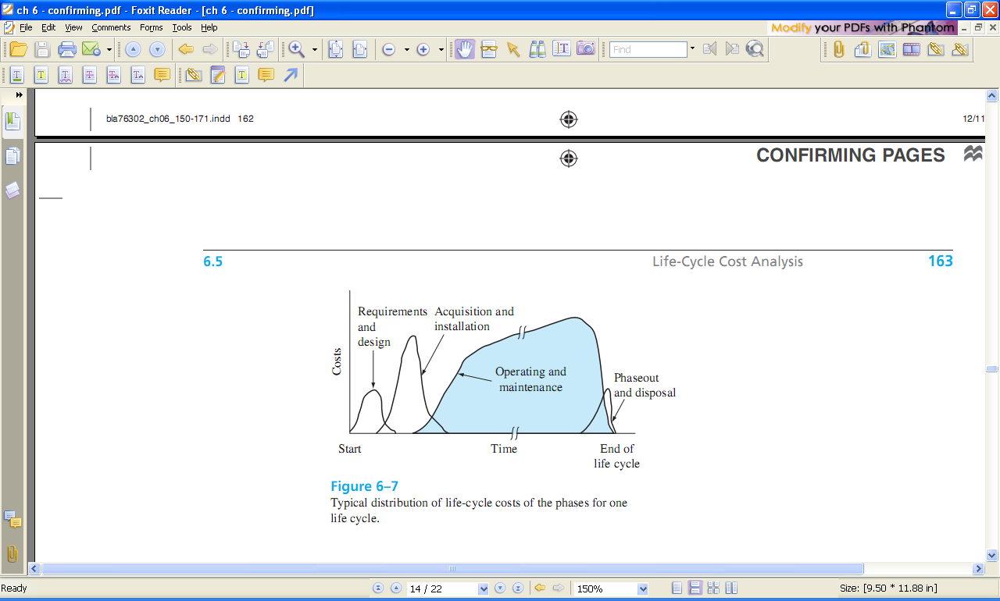 ch 6 - confirming.pdf - Foxit Reader - [ch 6 - confirming.pdf]
File Edit View Comments Forms Tools Help
Modify your PDFs with Phantom
Find
bla76302_ch06_150-171.indd 162
12/11
CONFIRMING PAGES
6.5 Life-Cycle Cost Analysis 163
Requirements
and
design
Acquisition and
installation
Costs
Operating and
maintenance
Phaseout
and disposal
Start
Time
End of
life cycle
Figure 6–7
Typical distribution of life-cycle costs of the phases for one
life cycle.
Ready
14 / 22
150%
Size: [9.50 * 11.88 in]